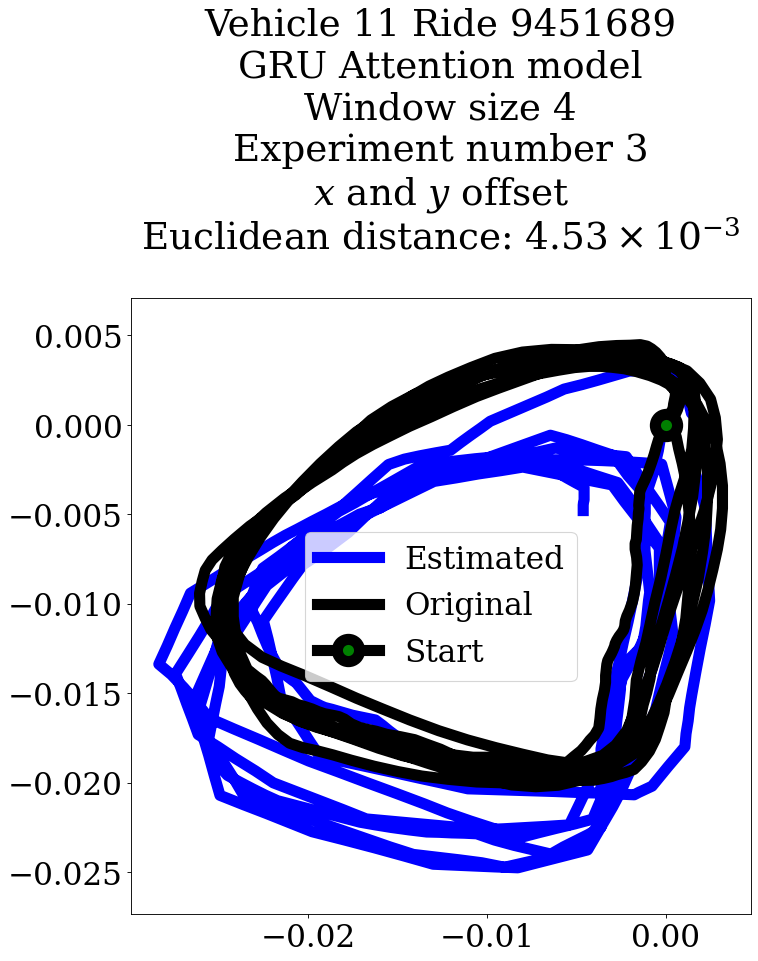 Vehicle 11 Ride 9451689
GRU Attention model
Window size 4
Experiment number 3
x and y offset
Euclidean distance: 4.53 × 10⁻³
0.005
0.000
−0.005
−0.010
−0.015
−0.020
−0.025
Estimated
Original
Start
−0.02 −0.01 0.00